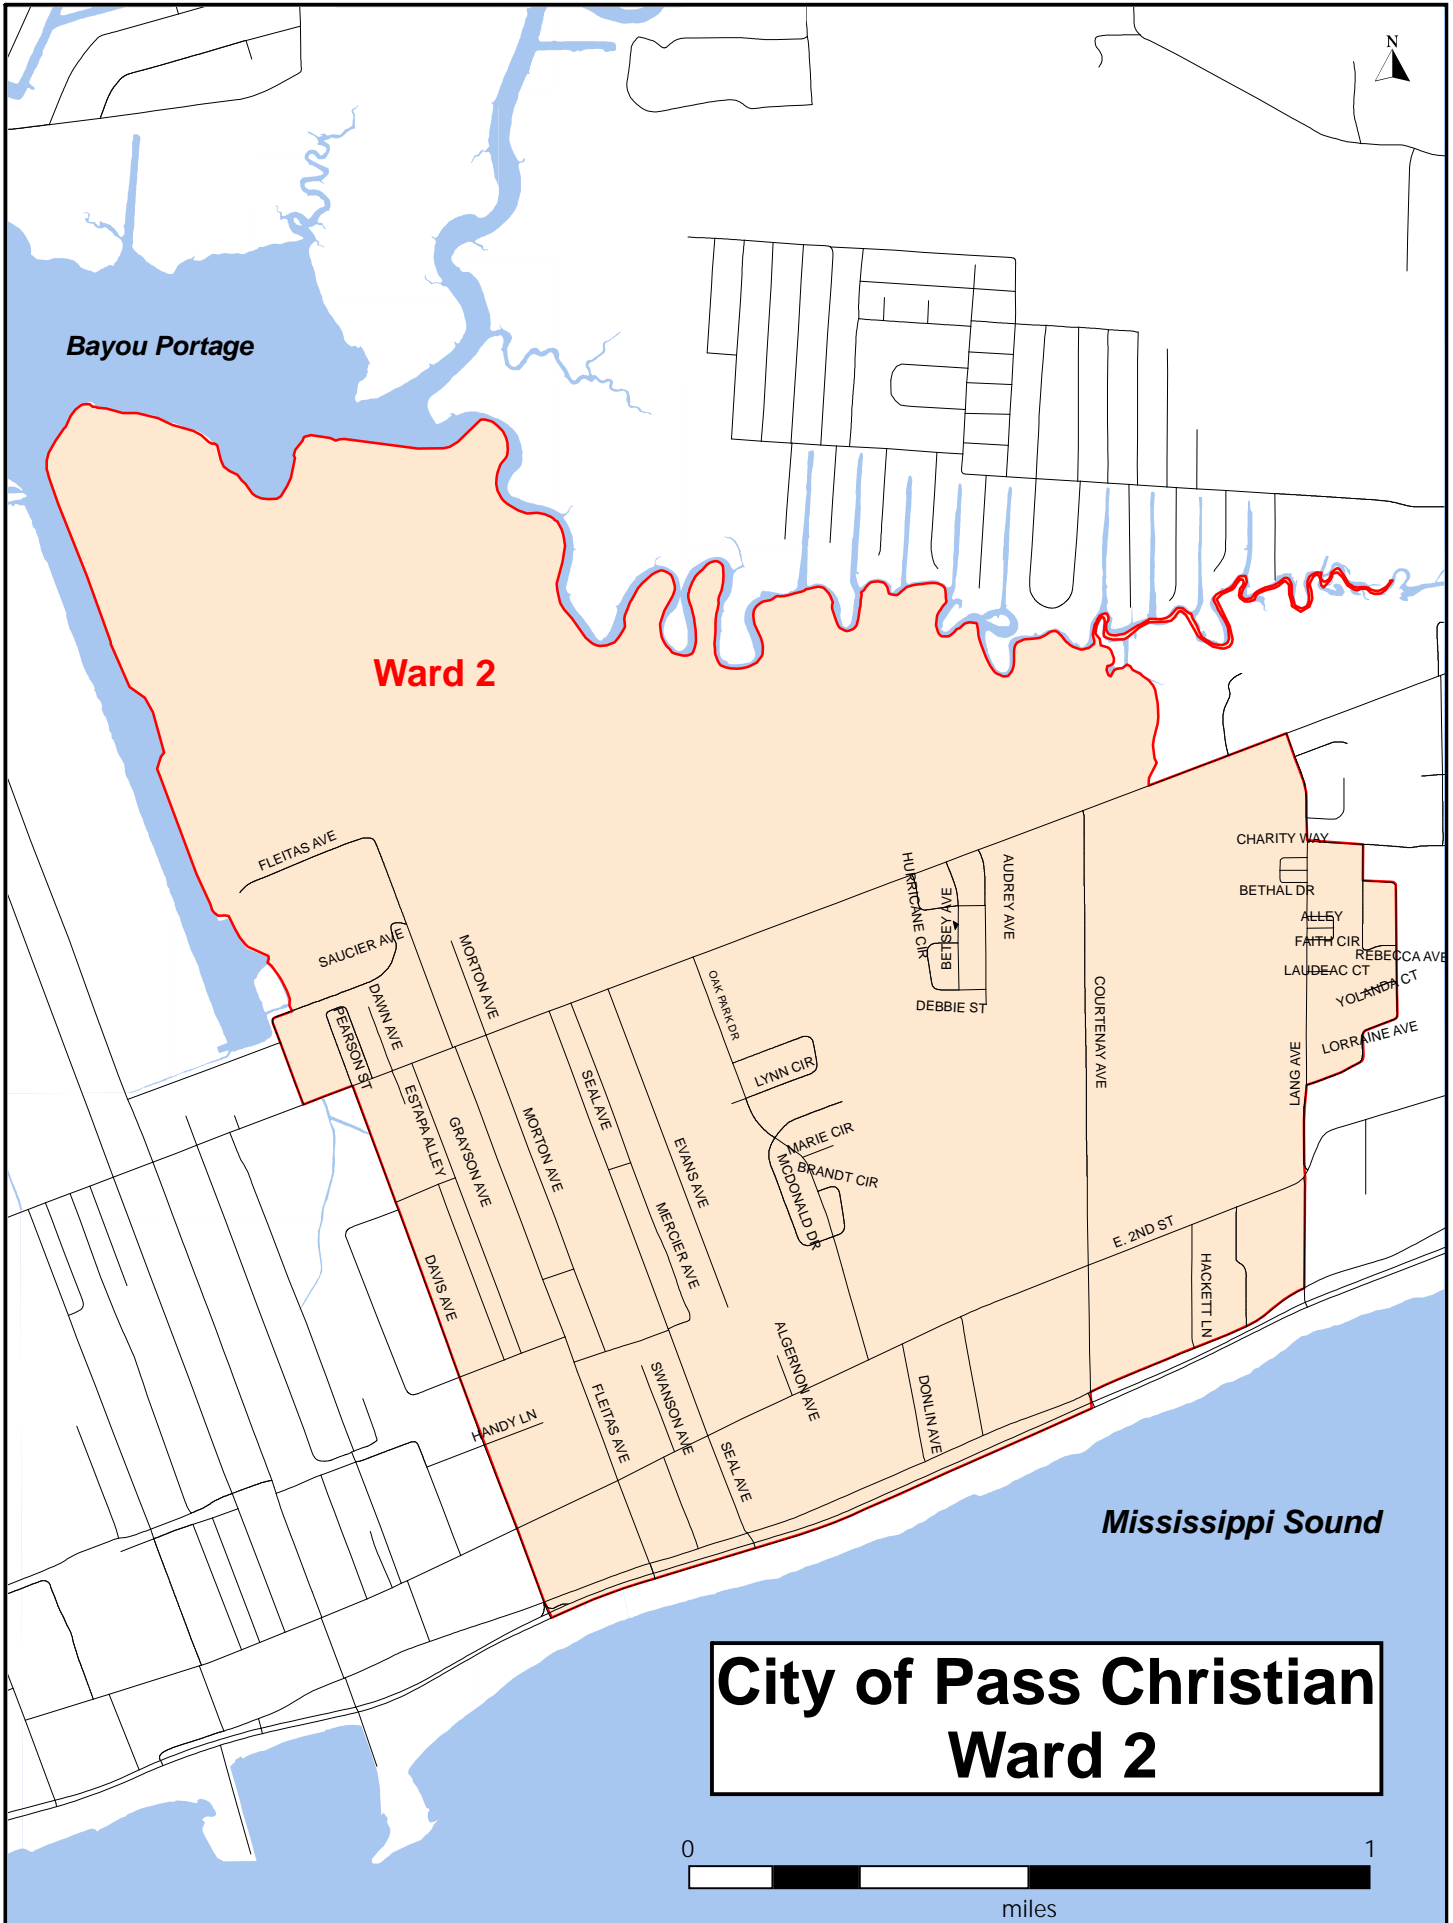 N
Bayou Portage
Ward 2
FLEITAS AVE
SAUCIER AVE
MORTON AVE
DAWN AVE
PEARSON ST
ESTAPA ALLEY
GRAYSON AVE
MORTON AVE
SEAL AVE
EVANS AVE
MERCIER AVE
OAK PARK DR
LYNN CIR
MARIE CIR
BRANDT CIR
MCDONALD DR
HURRICANE CIR
BETSEY AVE
AUDREY AVE
DEBBIE ST
COURTENAY AVE
CHARITY WAY
BETHAL DR
ALLEY
FAITH CIR
REBECCA AVE
LAUDEAC CT
YOLANDA CT
LORRAINE AVE
LANG AVE
E. 2ND ST
HACKETT LN
DAVIS AVE
HANDY LN
FLEITAS AVE
SWANSON AVE
SEAL AVE
ALGERNON AVE
DONLIN AVE
Mississippi Sound
City of Pass Christian
Ward 2
0 1
miles